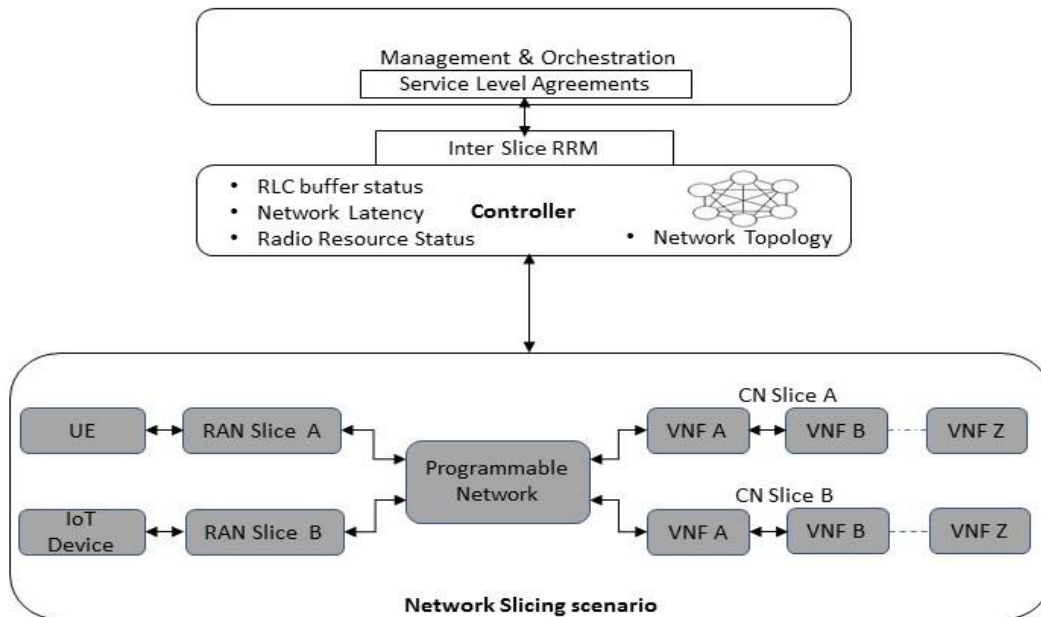 Management & Orchestration
Service Level Agreements
Inter Slice RRM
• RLC buffer status
• Network Latency
• Radio Resource Status
Controller
• Network Topology
CN Slice A
UE
RAN Slice A
VNF A
VNF B
VNF Z
Programmable
Network
CN Slice B
IoT
Device
RAN Slice B
VNF A
VNF B
VNF Z
Network Slicing scenario